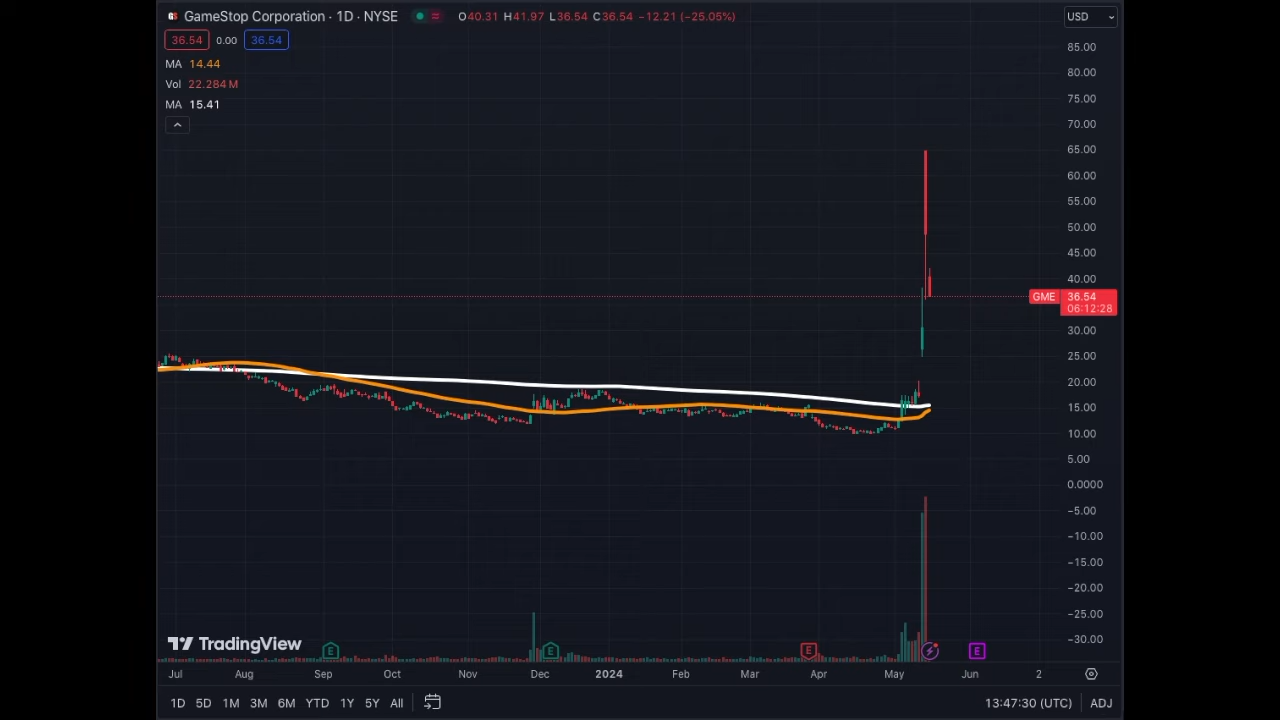 GS GameStop Corporation · 1D · NYSE O40.31 H41.97 L36.54 C36.54 −12.21 (−25.05%)
USD
36.54 0.00 36.54
MA 14.44
Vol 22.284M
MA 15.41
85.00
80.00
75.00
70.00
65.00
60.00
55.00
50.00
45.00
40.00
GME 36.54
06:12:28
30.00
25.00
20.00
15.00
10.00
5.00
0.0000
−5.00
−10.00
−15.00
−20.00
−25.00
−30.00
TradingView
E E E E
Jul Aug Sep Oct Nov Dec 2024 Feb Mar Apr May Jun 2
1D 5D 1M 3M 6M YTD 1Y 5Y All 13:47:30 (UTC) ADJ